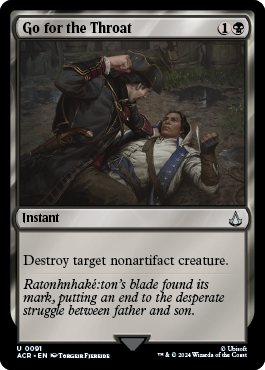 Go for the Throat 1
Instant
Destroy target nonartifact creature.
Ratonhnhaké:ton's blade found its
mark, putting an end to the desperate
struggle between father and son.
U 0091
ACR • EN Torgeir Fjereide
© Ubisoft
™ & © 2024 Wizards of the Coast